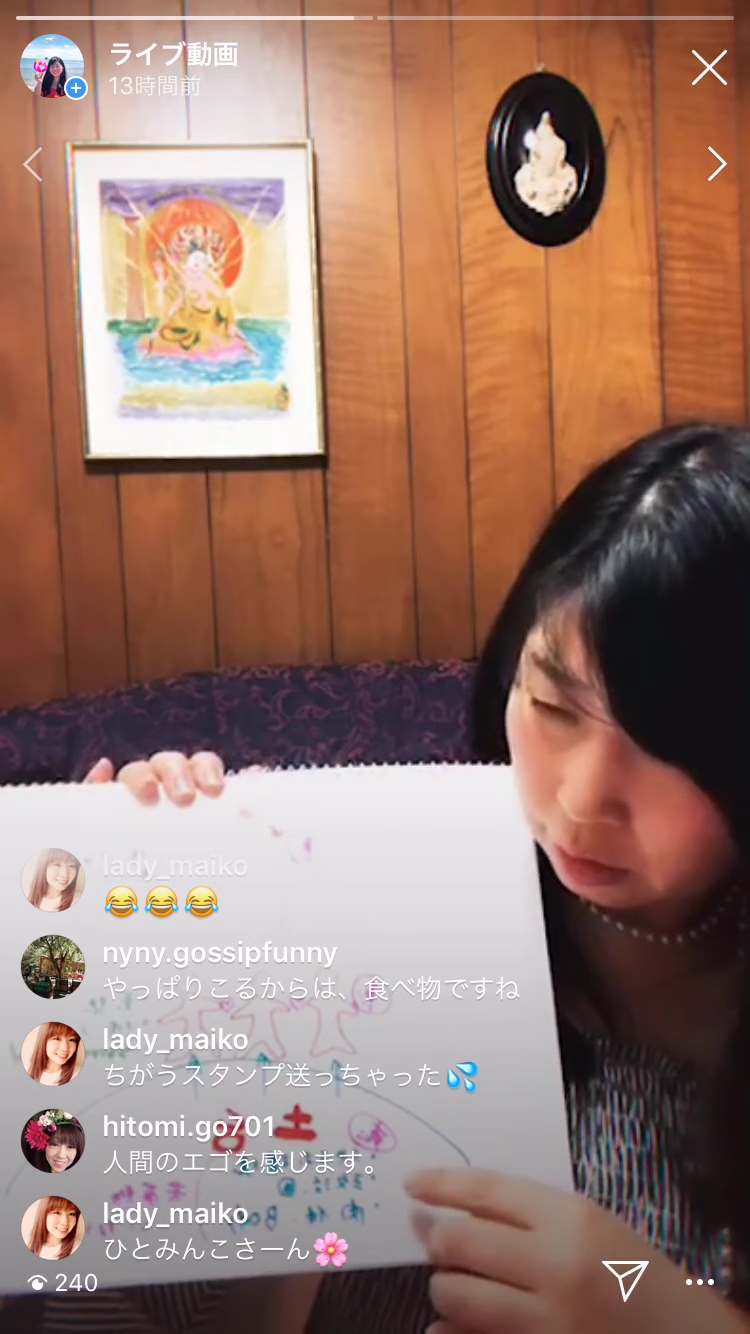 ライブ動画
13時間前
lady_maiko
😂😂😂
nyny.gossipfunny
やっぱりこるからは、食べ物ですね
lady_maiko
ちがうスタンプ送っちゃった💦
hitomi.go701
人間のエゴを感じます。
lady_maiko
ひとみんこさーん🌸
240
土